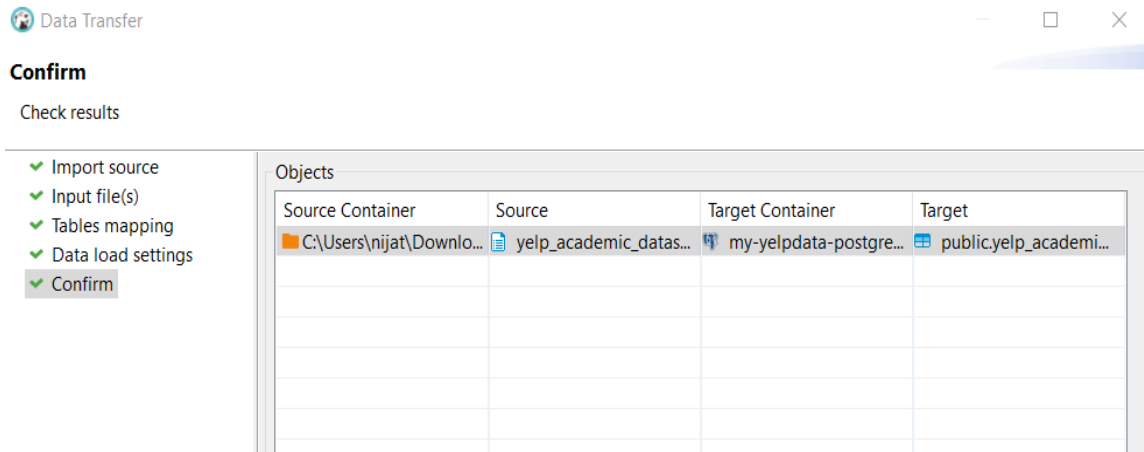 Data Transfer
Confirm
Check results
Import source
Input file(s)
Tables mapping
Data load settings
Confirm
Objects
Source Container Source Target Container Target
C:\Users\nijat\Downlo... yelp_academic_datas... my-yelpdata-postgre... public.yelp_academi...